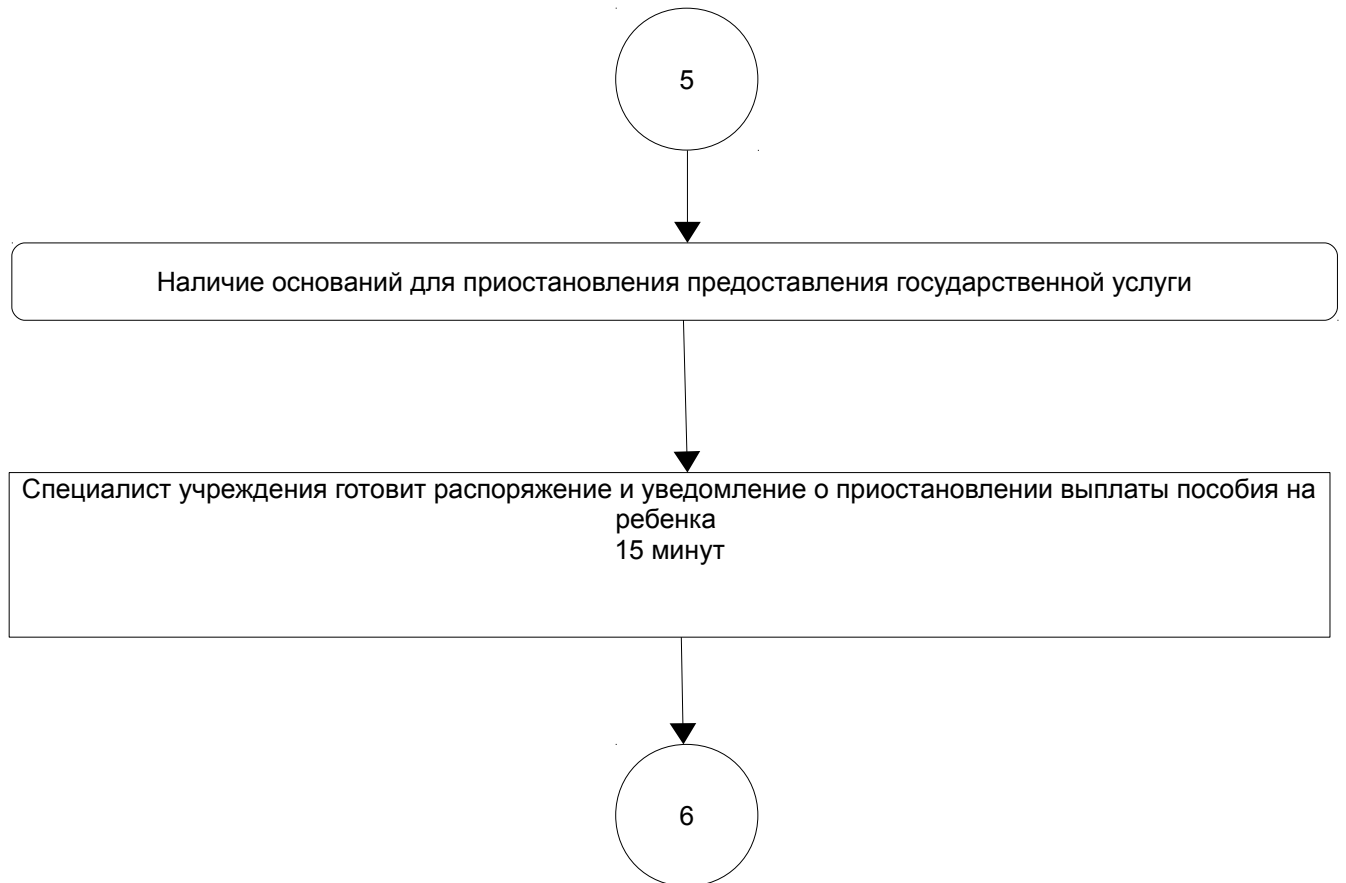 5
Наличие оснований для приостановления предоставления государственной услуги
Специалист учреждения готовит распоряжение и уведомление о приостановлении выплаты пособия на
ребенка
15 минут
6